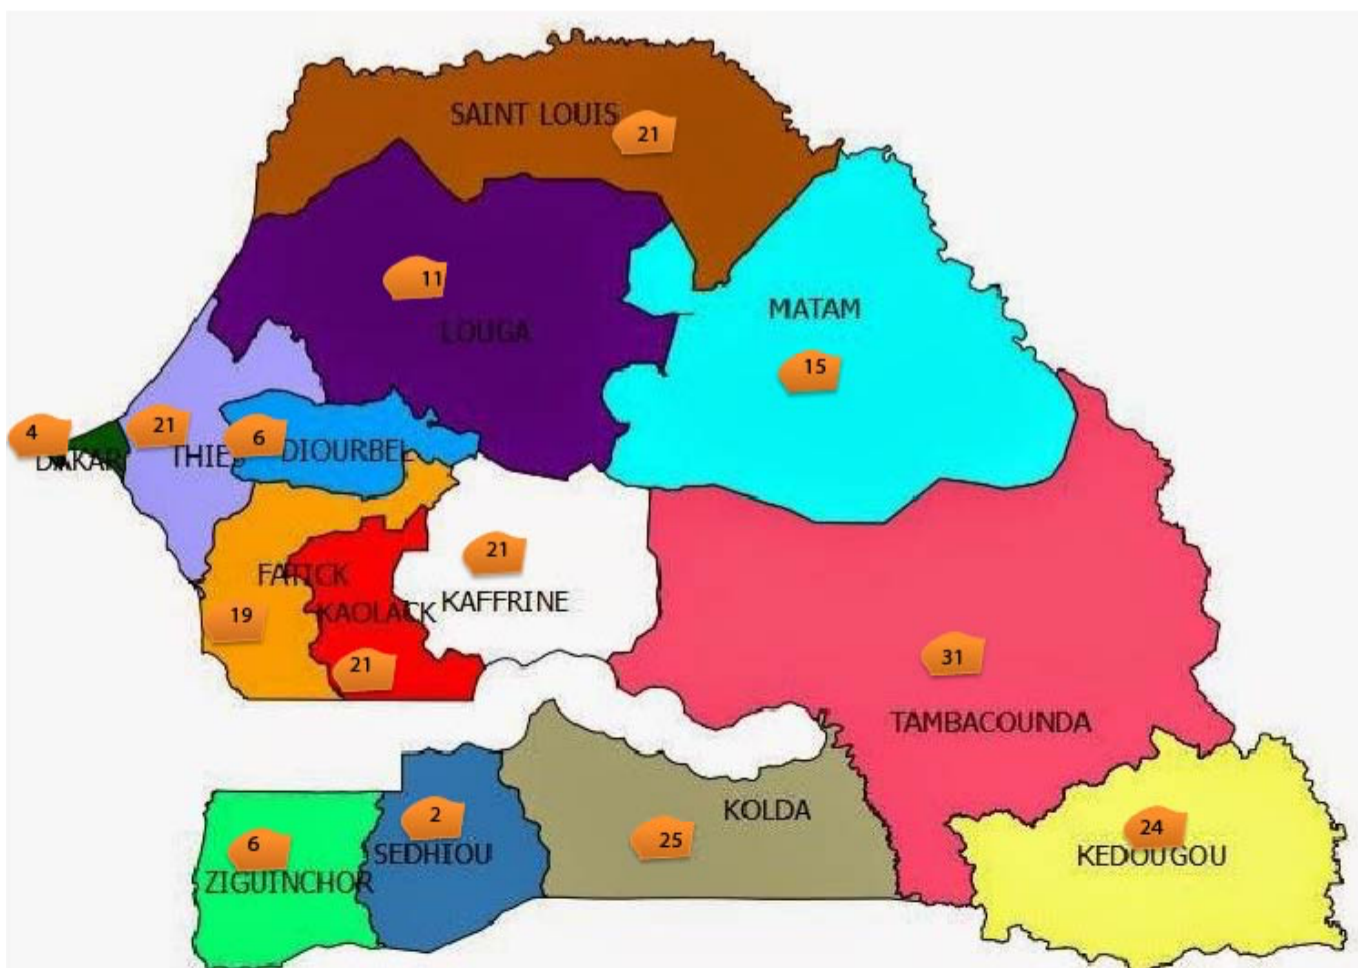 SAINT LOUIS
21
11
LOUGA
MATAM
15
4
DAKAR
21
THIES
6
DIOURBEL
FATICK
19
KAOLACK
21
21
KAFFRINE
31
TAMBACOUNDA
6
ZIGUINCHOR
2
SEDHIOU
25
KOLDA
24
KEDOUGOU